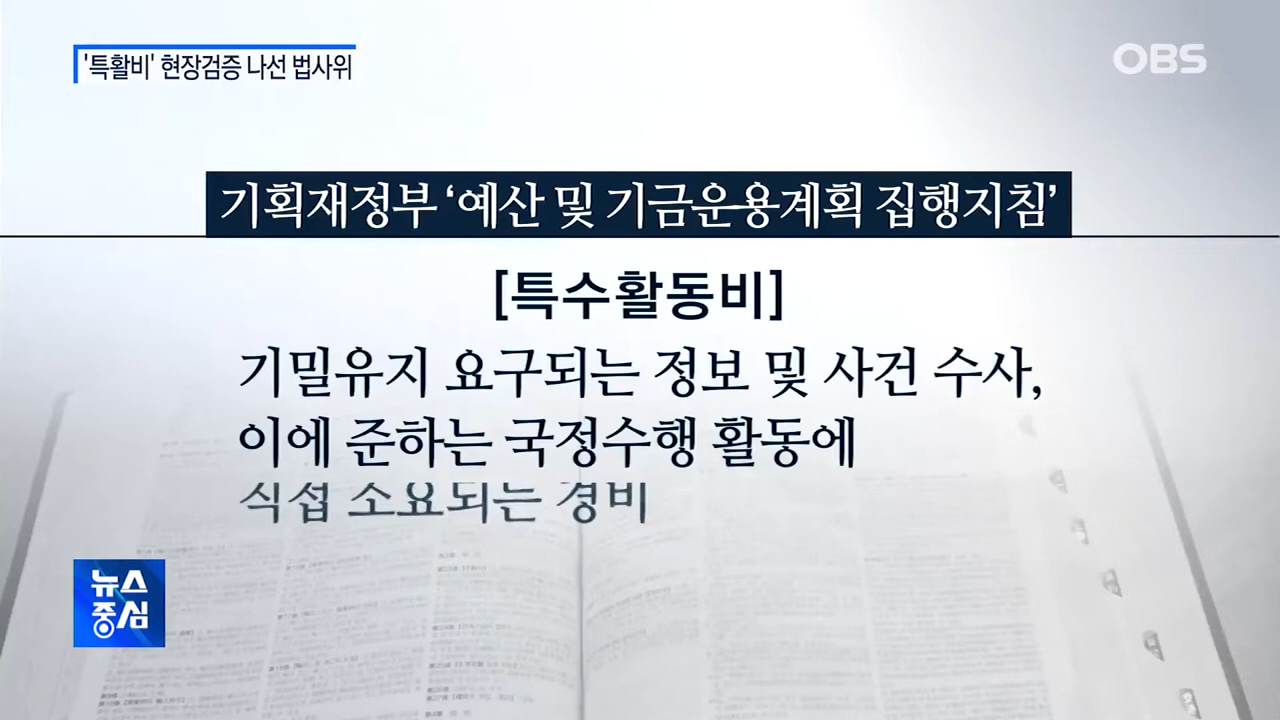 '특활비' 현장검증 나선 법사위
OBS
기획재정부 ‘예산 및 기금운용계획 집행지침’
[특수활동비]
기밀유지 요구되는 정보 및 사건 수사,
이에 준하는 국정수행 활동에
직접 소요되는 경비
뉴스
중심